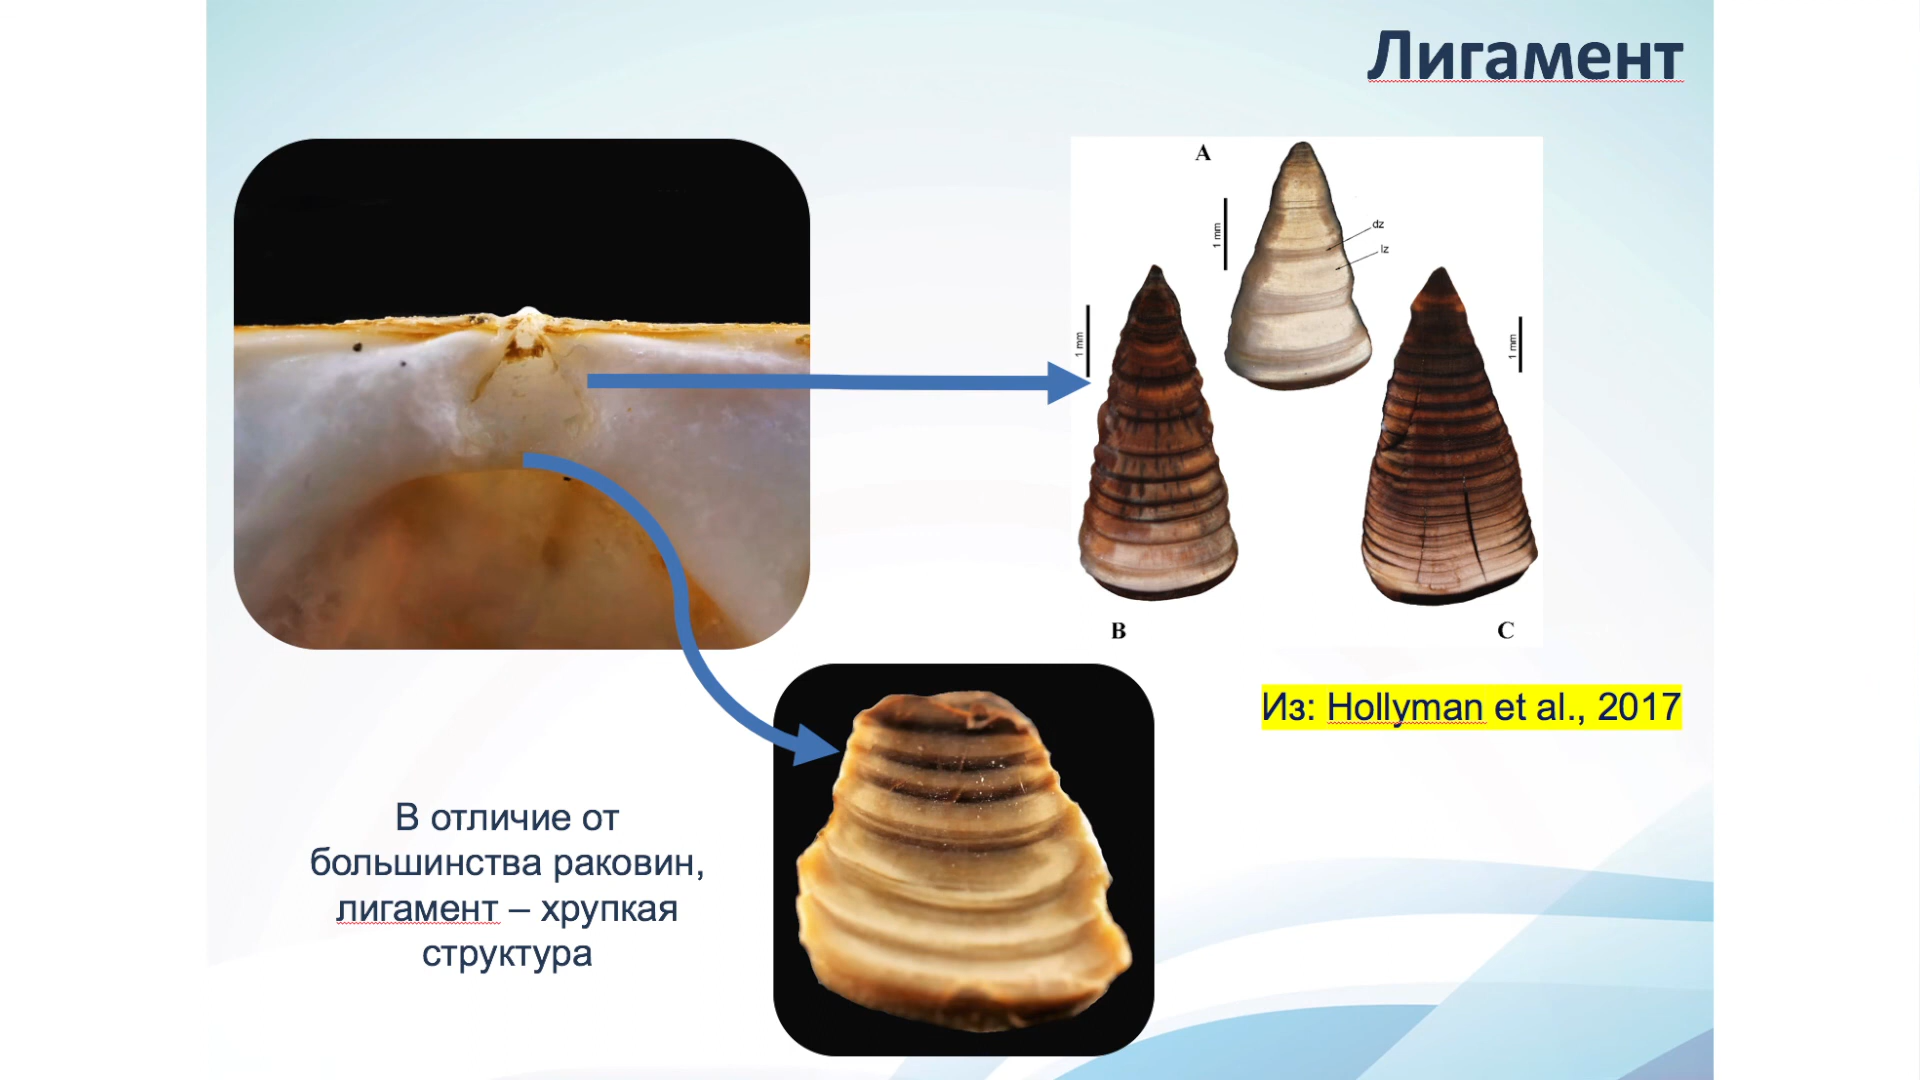 Лигамент
A
1 mm
dz
lz
1 mm
1 mm
B
C
Из: Hollyman et al., 2017
В отличие от
большинства раковин,
лигамент – хрупкая
структура